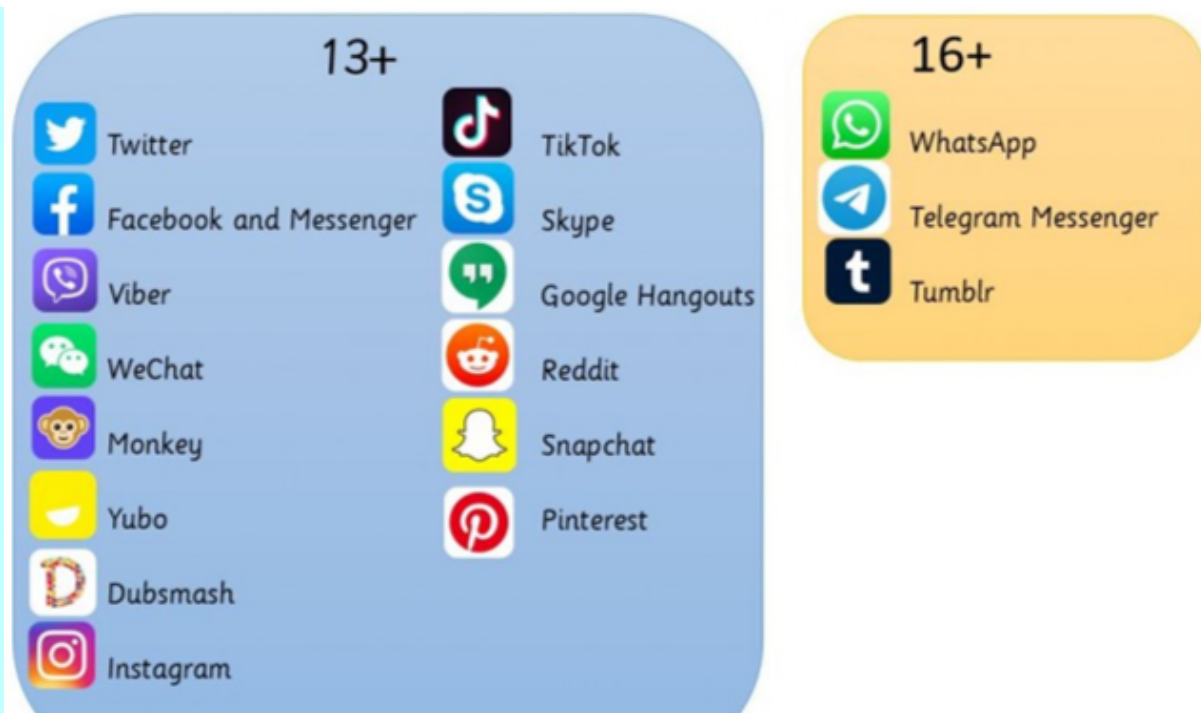 13+
Twitter
Facebook and Messenger
Viber
WeChat
Monkey
Yubo
Dubsmash
Instagram
TikTok
Skype
Google Hangouts
Reddit
Snapchat
Pinterest
16+
WhatsApp
Telegram Messenger
Tumblr